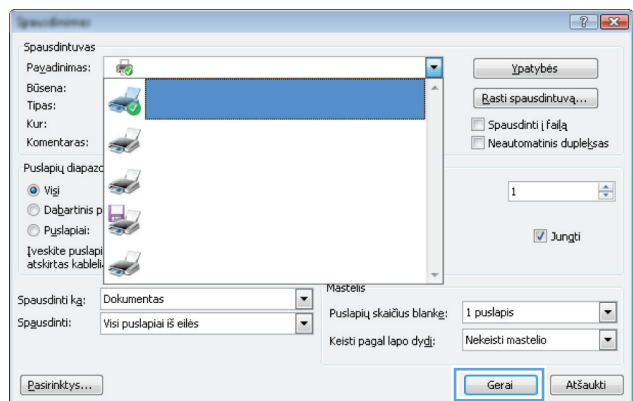 Spausdintuvas
Pavadinimas:
Ypatybės
Būsena:
Tipas:
Rasti spausdintuvą...
Kur:
Spausdinti į failą
Komentaras:
Neautomatinis dupleksas
Puslapių diapazo
Visi
1
Dabartinis p
Puslapiai:
Jungti
Įveskite puslapi
atskirtas kableli
Mastelis
Spausdinti ką: Dokumentas
Puslapių skaičius blanke: 1 puslapis
Spausdinti: Visi puslapiai iš eilės
Keisti pagal lapo dydį: Nekeisti mastelio
Pasirinktys...
Gerai
Atšaukti